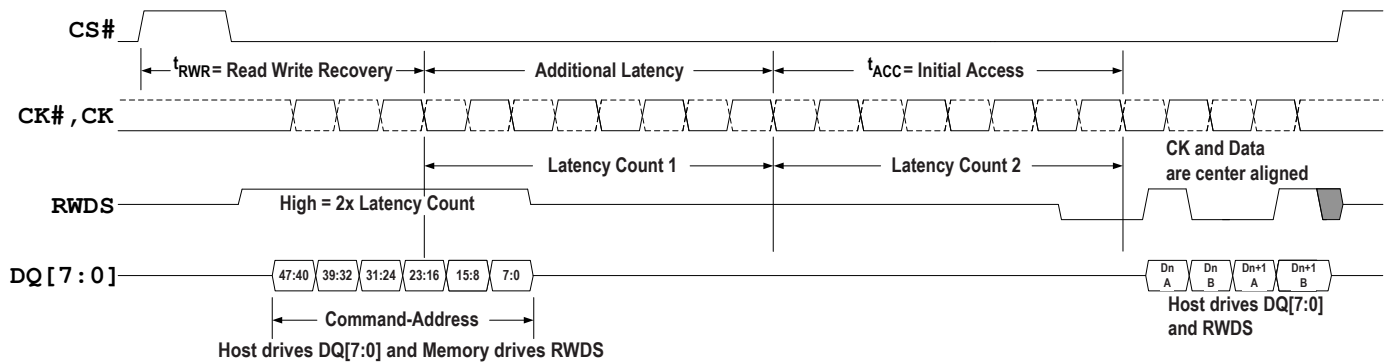 CS#
tRWR= Read Write Recovery
Additional Latency
tACC= Initial Access
CK#,CK
Latency Count 1
Latency Count 2
CK and Data
are center aligned
RWDS
High = 2x Latency Count
DQ[7:0]
47:40
39:32
31:24
23:16
15:8
7:0
Dn
A
Dn
B
Dn+1
A
Dn+1
B
Command-Address
Host drives DQ[7:0]
and RWDS
Host drives DQ[7:0] and Memory drives RWDS